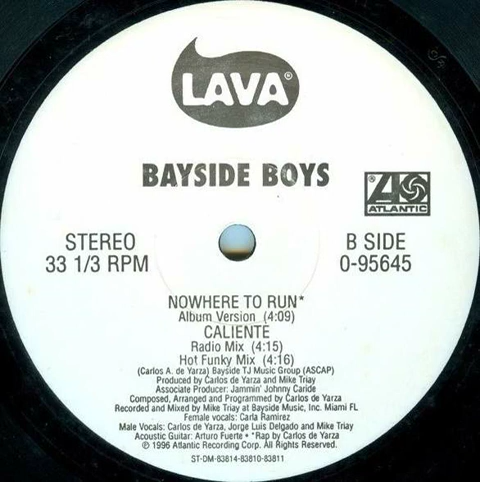 LAVA®
BAYSIDE BOYS
® ATLANTIC
STEREO
33 1/3 RPM
B SIDE
0-95645
NOWHERE TO RUN*
Album Version (4:09)
CALIENTE
Radio Mix (4:15)
Hot Funky Mix (4:16)
(Carlos A. de Yarza) Bayside TJ Music Group (ASCAP)
Produced by Carlos de Yarza and Mike Triay
Associate Producer: Jammin' Johnny Caride
Composed, Arranged and Programmed by Carlos de Yarza
Recorded and Mixed by Mike Triay at Bayside Music, Inc. Miami FL
Female vocals: Carla Ramirez
Male Vocals: Carlos de Yarza, Jorge Luis Delgado and Mike Triay
Acoustic Guitar: Arturo Fuerte • *Rap by Carlos de Yarza
℗ 1996 Atlantic Recording Corp. All Rights Reserved.
ST-DM-83814-83810-83811